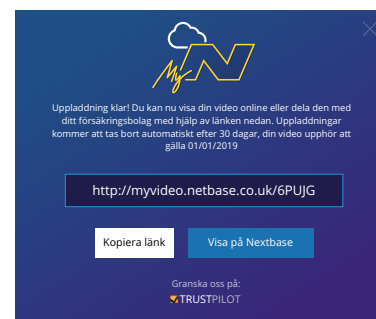 My N
Uppladdning klar! Du kan nu visa din video online eller dela den med
ditt försäkringsbolag med hjälp av länken nedan. Uppladdningar
kommer att tas bort automatiskt efter 30 dagar, din video upphör att
gälla 01/01/2019
http://myvideo.netbase.co.uk/6PUJG
Kopiera länk Visa på Nextbase
Granska oss på:
TRUSTPILOT